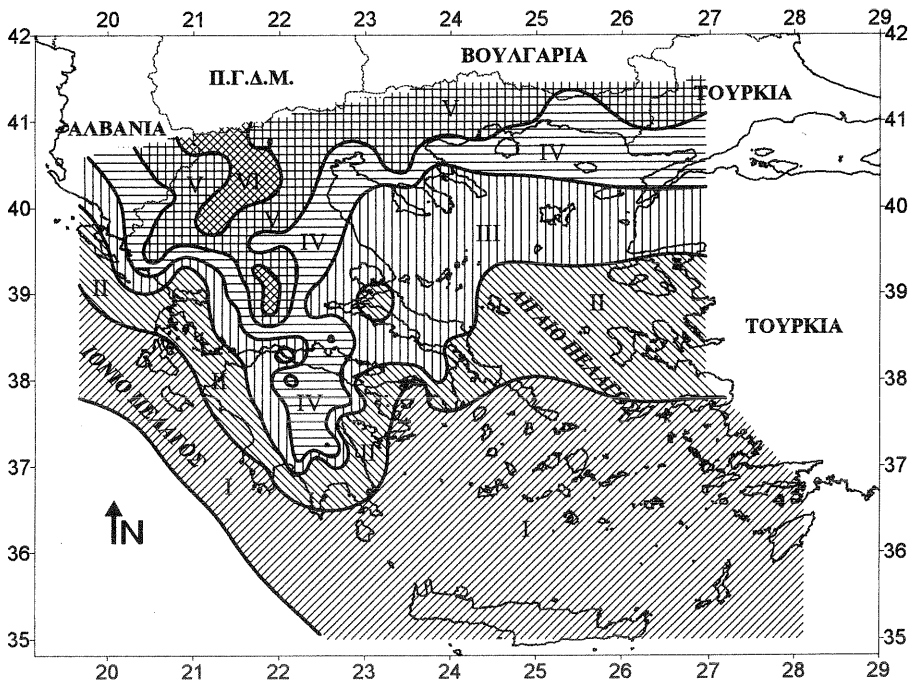 20 21 22 23 24 25 26 27 28 29
42 42
ΒΟΥΛΓΑΡΙΑ
Π.Γ.Δ.Μ.
ΤΟΥΡΚΙΑ
V
41 ΑΛΒΑΝΙΑ 41
IV
V VI
40 V 40
IV III
II II
39 39
ΑΙΓΑΙΟ ΠΕΛΑΓΟΣ
ΤΟΥΡΚΙΑ
38 II 38
ΙΟΝΙΟ ΠΕΛΑΓΟΣ
IV
II
37 37
I
I
N
36 36
35 35
20 21 22 23 24 25 26 27 28 29